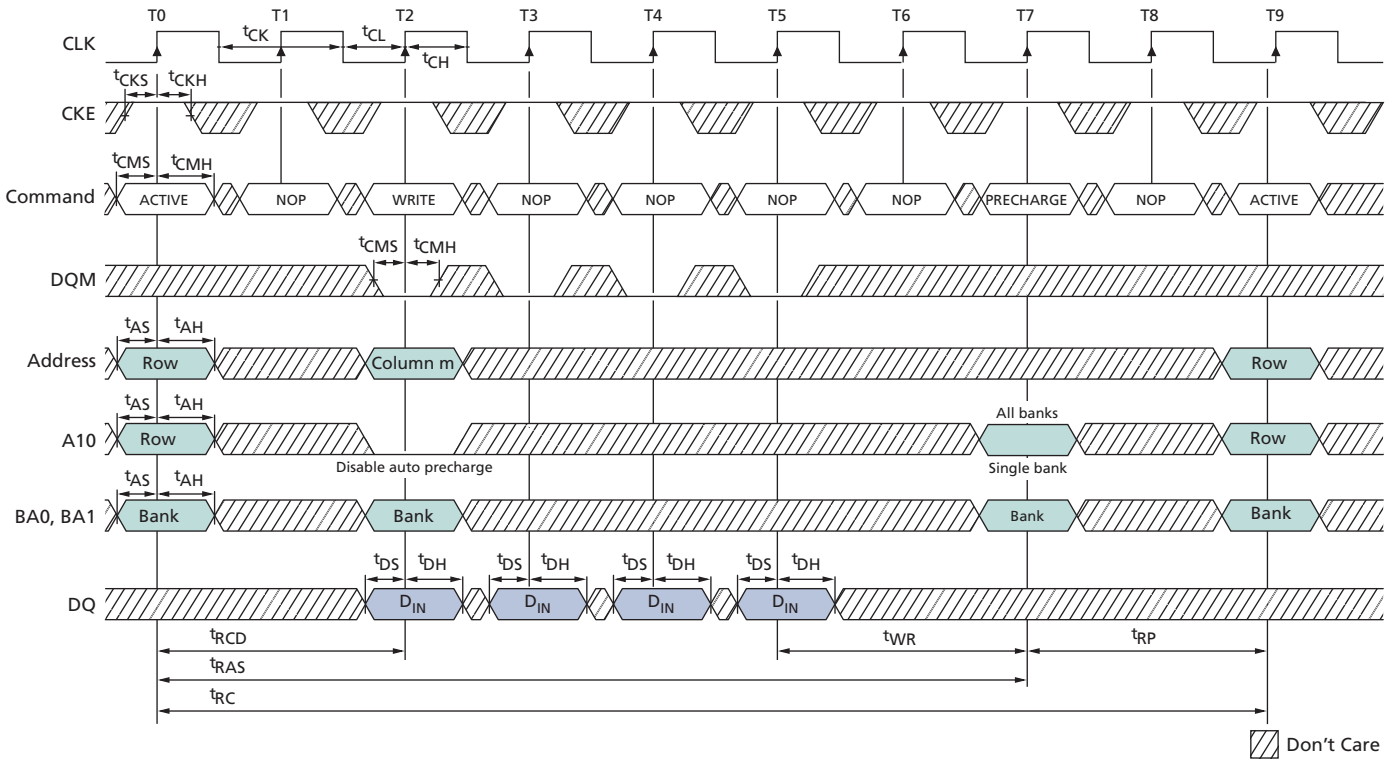 T0 T1 T2 T3 T4 T5 T6 T7 T8 T9
CLK
tCK tCL
tCH
tCKS tCKH
CKE
tCMS tCMH
Command ACTIVE NOP WRITE NOP NOP NOP NOP PRECHARGE NOP ACTIVE
tCMS tCMH
DQM
tAS tAH
Address Row Column m Row
tAS tAH
All banks
A10 Row Row
Disable auto precharge Single bank
tAS tAH
BA0, BA1 Bank Bank Bank Bank
tDS tDH tDS tDH tDS tDH tDS tDH
DQ DIN DIN DIN DIN
tRCD tWR tRP
tRAS
tRC
Don't Care